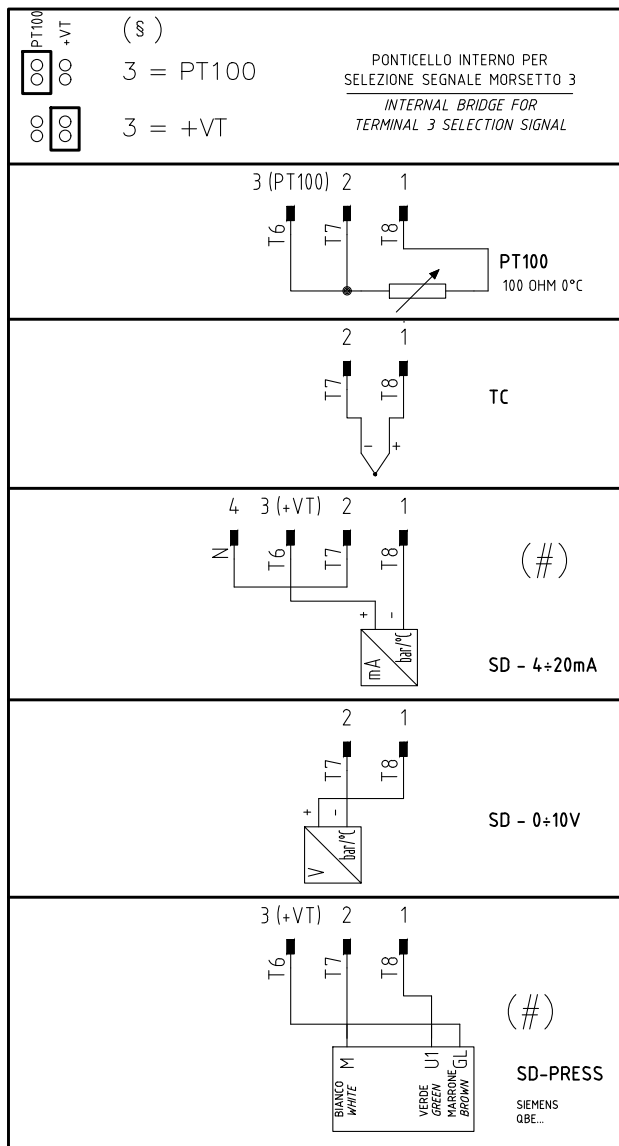 PT100 +VT (§)
3 = PT100
3 = +VT
PONTICELLO INTERNO PER
SELEZIONE SEGNALE MORSETTO 3
INTERNAL BRIDGE FOR
TERMINAL 3 SELECTION SIGNAL
3 (PT100) 2 1
T6 T7 T8
PT100
100 OHM 0°C
2 1
T7 T8
TC
- +
4 3 (+VT) 2 1
N T6 T7 T8
(#)
+ -
mA bar/°C
SD - 4÷20mA
2 1
T7 T8
+ -
V bar/°C
SD - 0÷10V
3 (+VT) 2 1
T6 T7 T8
(#)
M U1 GL
BIANCO VERDE MARRONE
WHITE GREEN BROWN
SD-PRESS
SIEMENS
QBE...